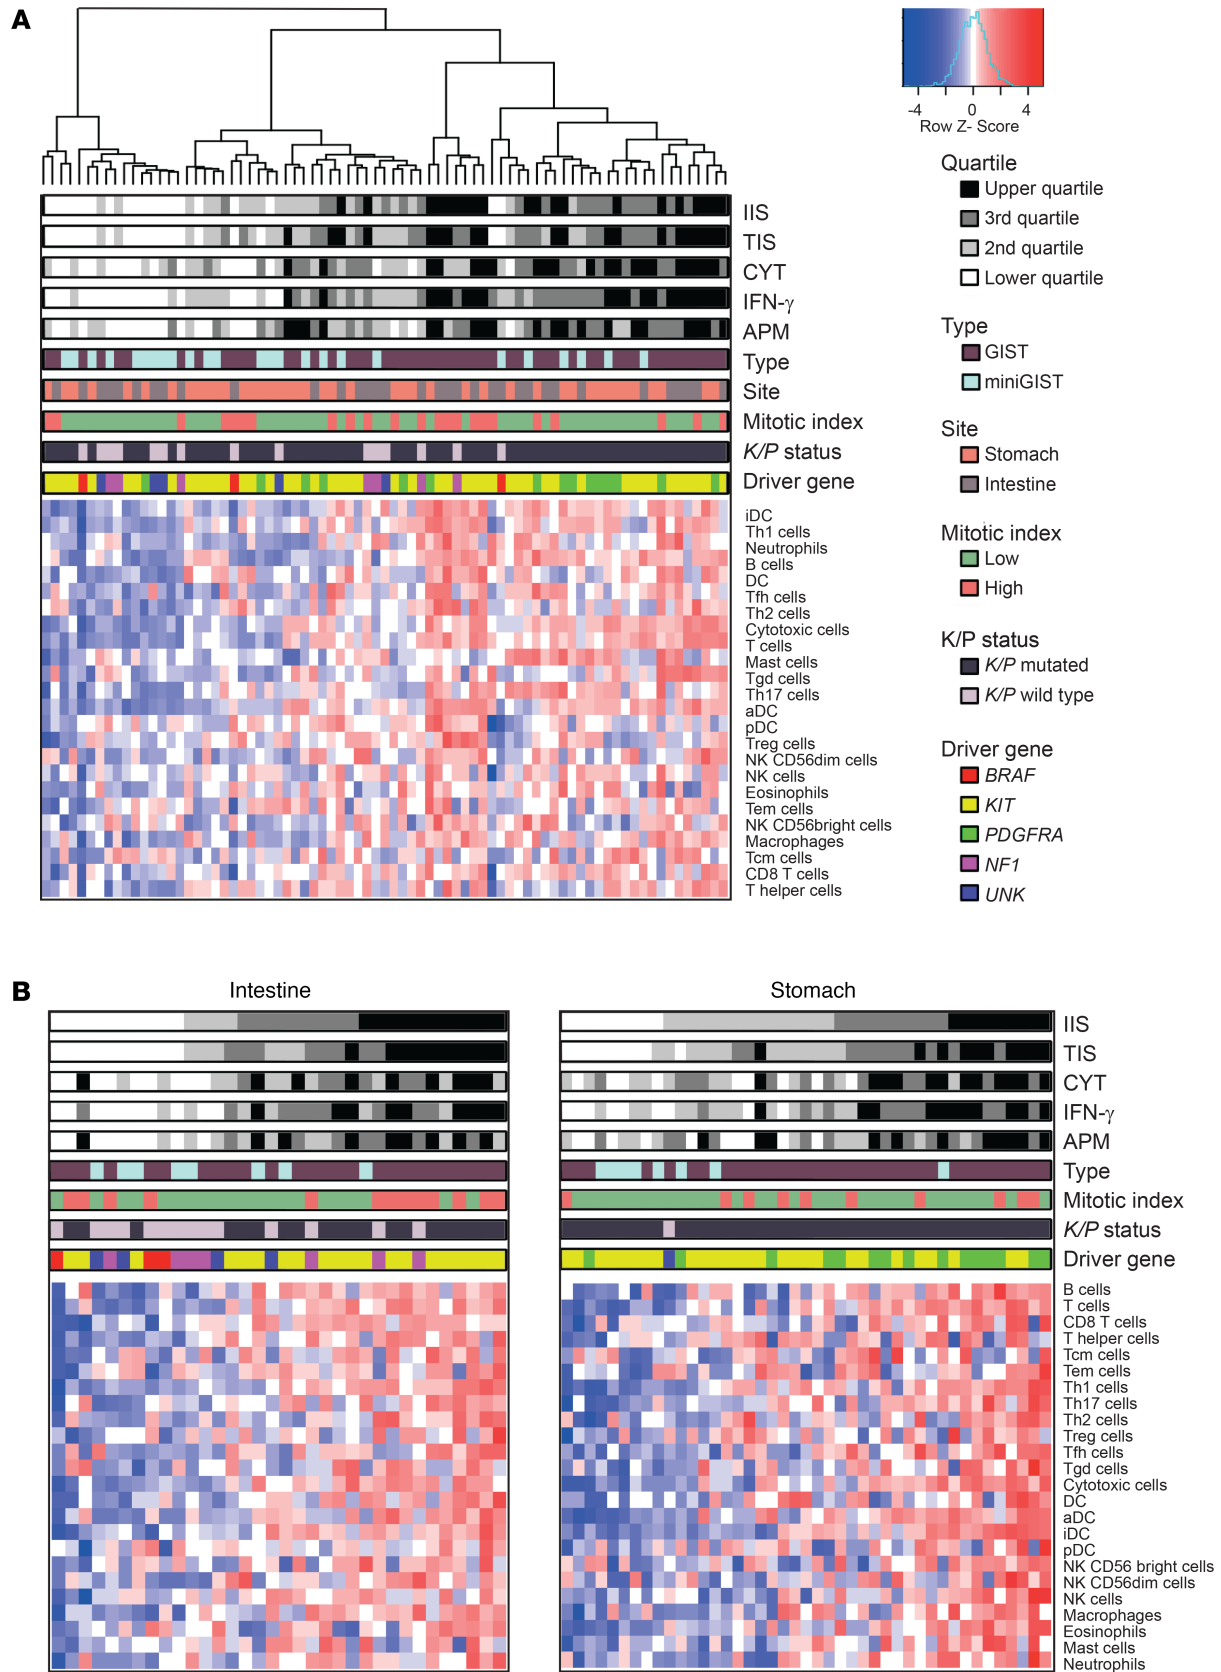 A
-4 0 4
Row Z- Score
Quartile
Upper quartile
3rd quartile
2nd quartile
Lower quartile
Type
GIST
miniGIST
Site
Stomach
Intestine
Mitotic index
Low
High
K/P status
K/P mutated
K/P wild type
Driver gene
BRAF
KIT
PDGFRA
NF1
UNK
IIS
TIS
CYT
IFN-γ
APM
Type
Site
Mitotic index
K/P status
Driver gene
iDC
Th1 cells
Neutrophils
B cells
DC
Tfh cells
Th2 cells
Cytotoxic cells
T cells
Mast cells
Tgd cells
Th17 cells
aDC
pDC
Treg cells
NK CD56dim cells
NK cells
Eosinophils
Tem cells
NK CD56bright cells
Macrophages
Tcm cells
CD8 T cells
T helper cells
B
Intestine
Stomach
IIS
TIS
CYT
IFN-γ
APM
Type
Mitotic index
K/P status
Driver gene
B cells
T cells
CD8 T cells
T helper cells
Tcm cells
Tem cells
Th1 cells
Th17 cells
Th2 cells
Treg cells
Tfh cells
Tgd cells
Cytotoxic cells
DC
aDC
iDC
pDC
NK CD56 bright cells
NK CD56dim cells
NK cells
Macrophages
Eosinophils
Mast cells
Neutrophils